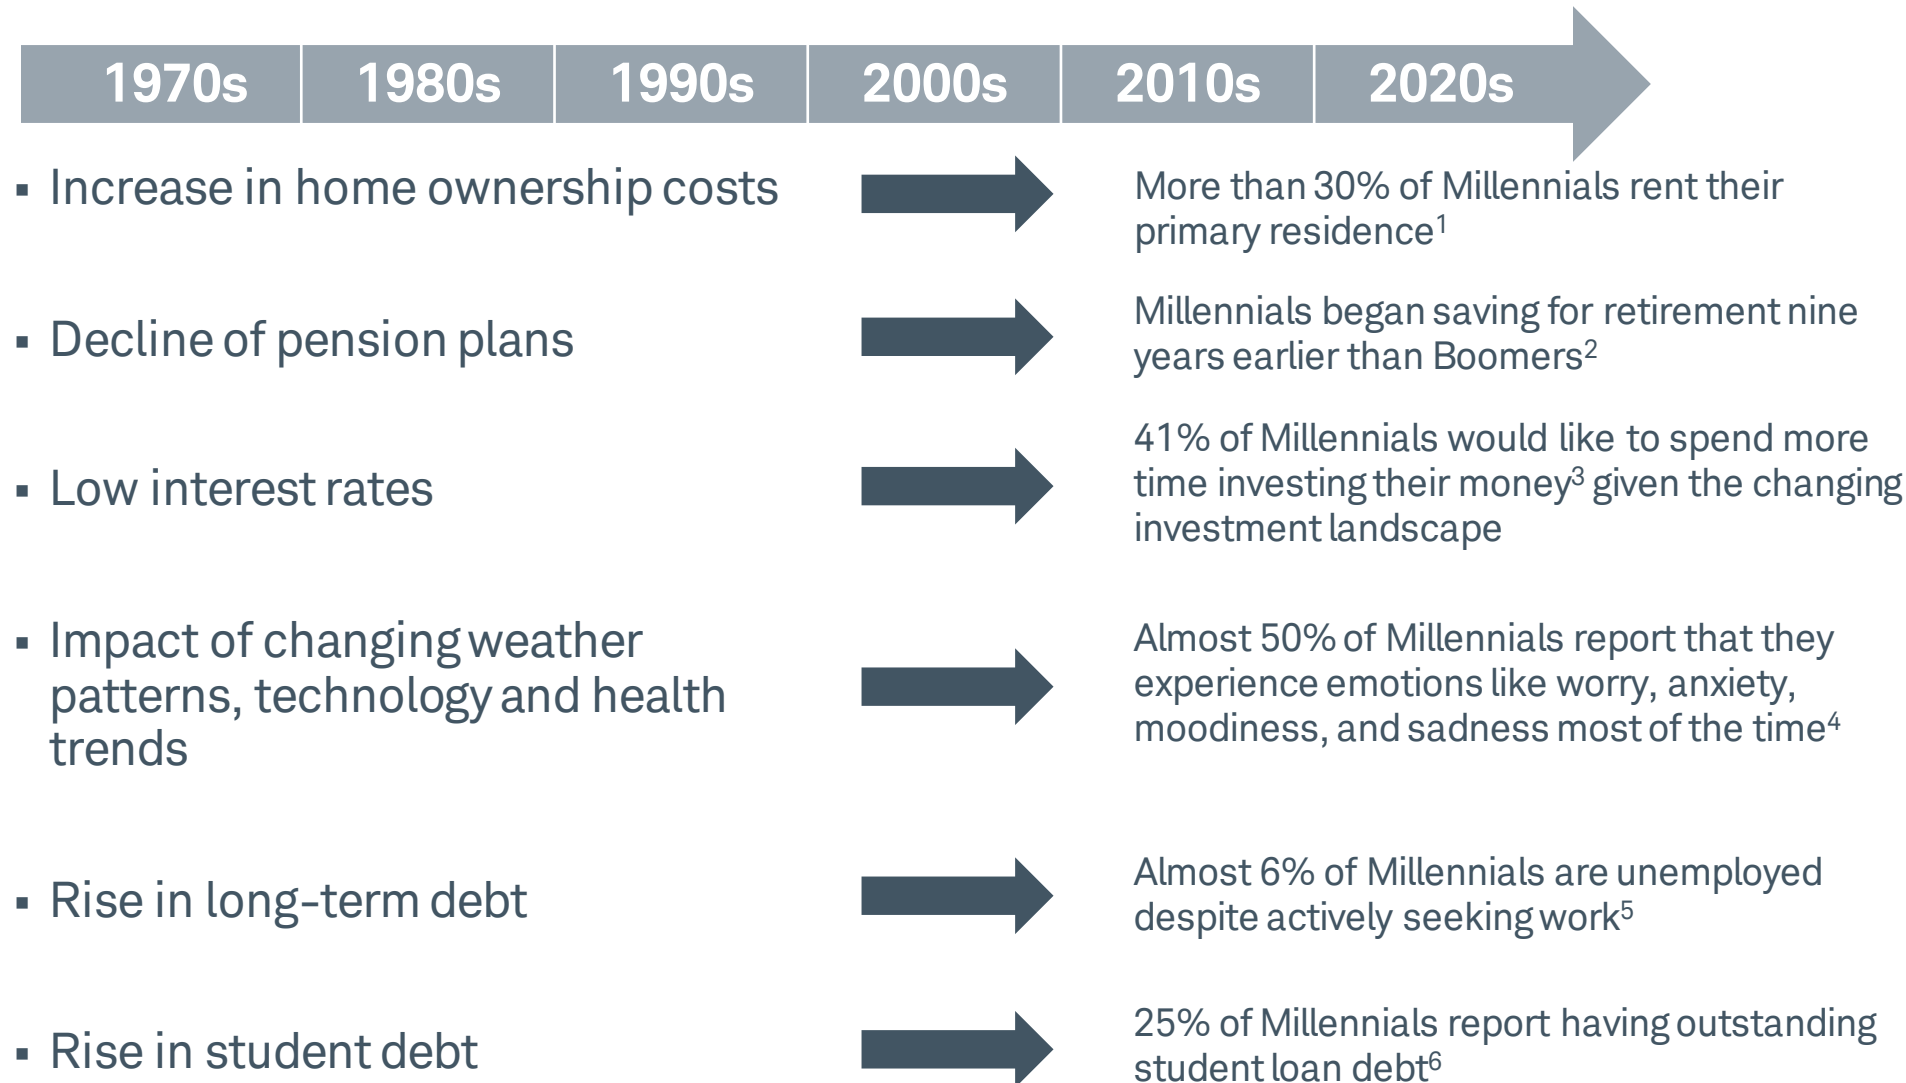 1970s 1980s 1990s 2000s 2010s 2020s
▪ Increase in home ownership costs
More than 30% of Millennials rent their
primary residence¹
▪ Decline of pension plans
Millennials began saving for retirement nine
years earlier than Boomers²
▪ Low interest rates
41% of Millennials would like to spend more
time investing their money³ given the changing
investment landscape
▪ Impact of changing weather
patterns, technology and health
trends
Almost 50% of Millennials report that they
experience emotions like worry, anxiety,
moodiness, and sadness most of the time⁴
▪ Rise in long-term debt
Almost 6% of Millennials are unemployed
despite actively seeking work⁵
▪ Rise in student debt
25% of Millennials report having outstanding
student loan debt⁶